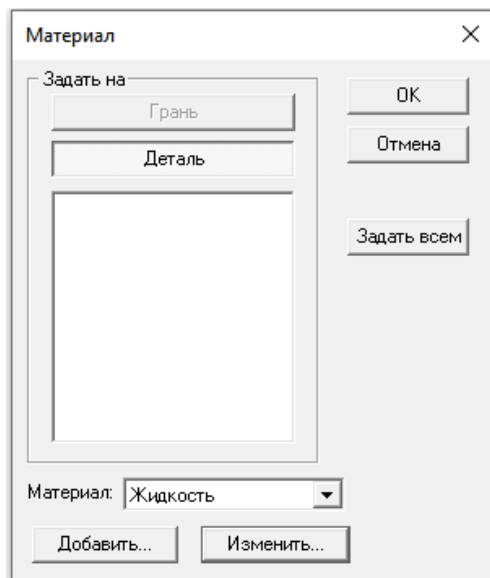 Материал
Задать на
Грань
OK
Деталь
Отмена
Задать всем
Материал: Жидкость
Добавить... Изменить...